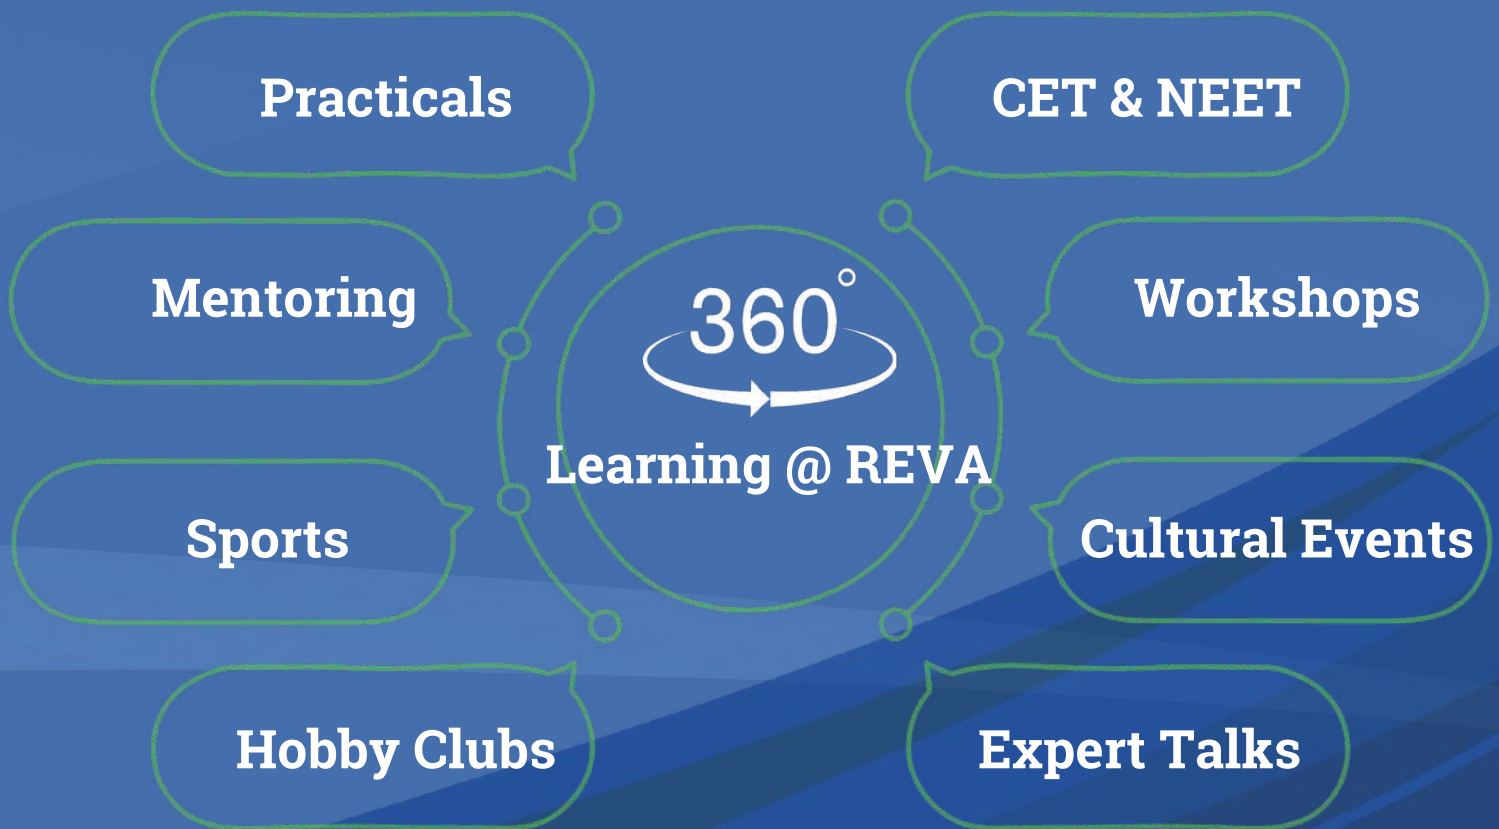 Practicals
CET & NEET
Mentoring
Workshops
360°
Learning @ REVA
Sports
Cultural Events
Hobby Clubs
Expert Talks